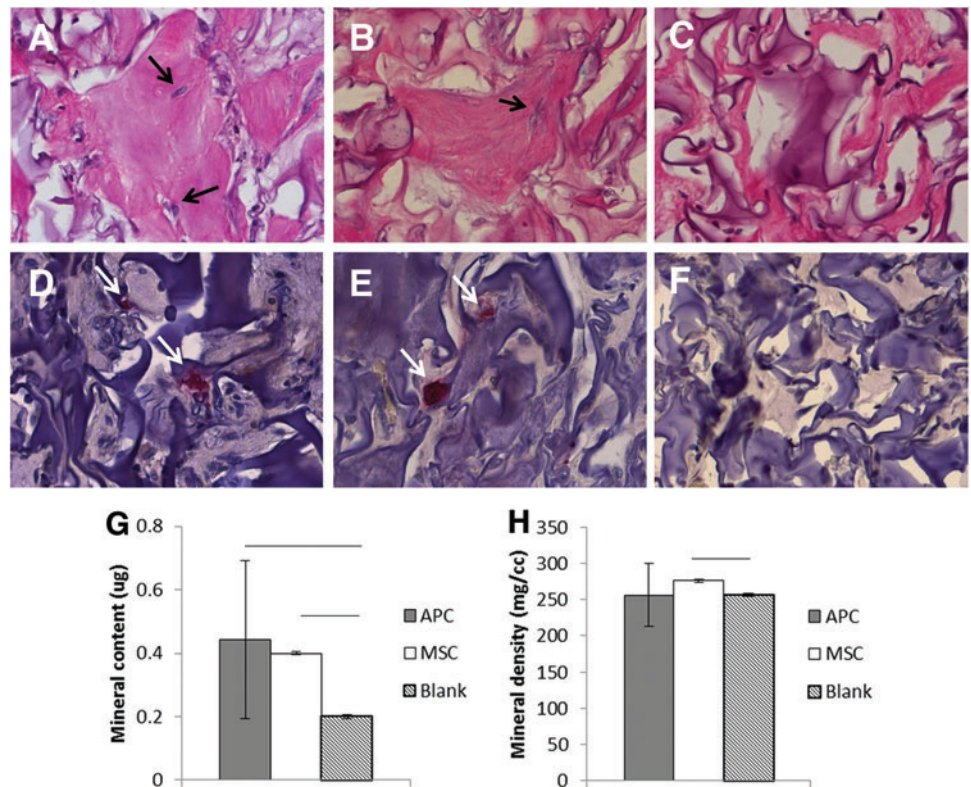 A
B
C
D
E
F
G
Mineral content (ug)
0.8
0.6
0.4
0.2
0
APC
MSC
Blank
H
Mineral density (mg/cc)
350
300
250
200
150
100
50
0
APC
MSC
Blank